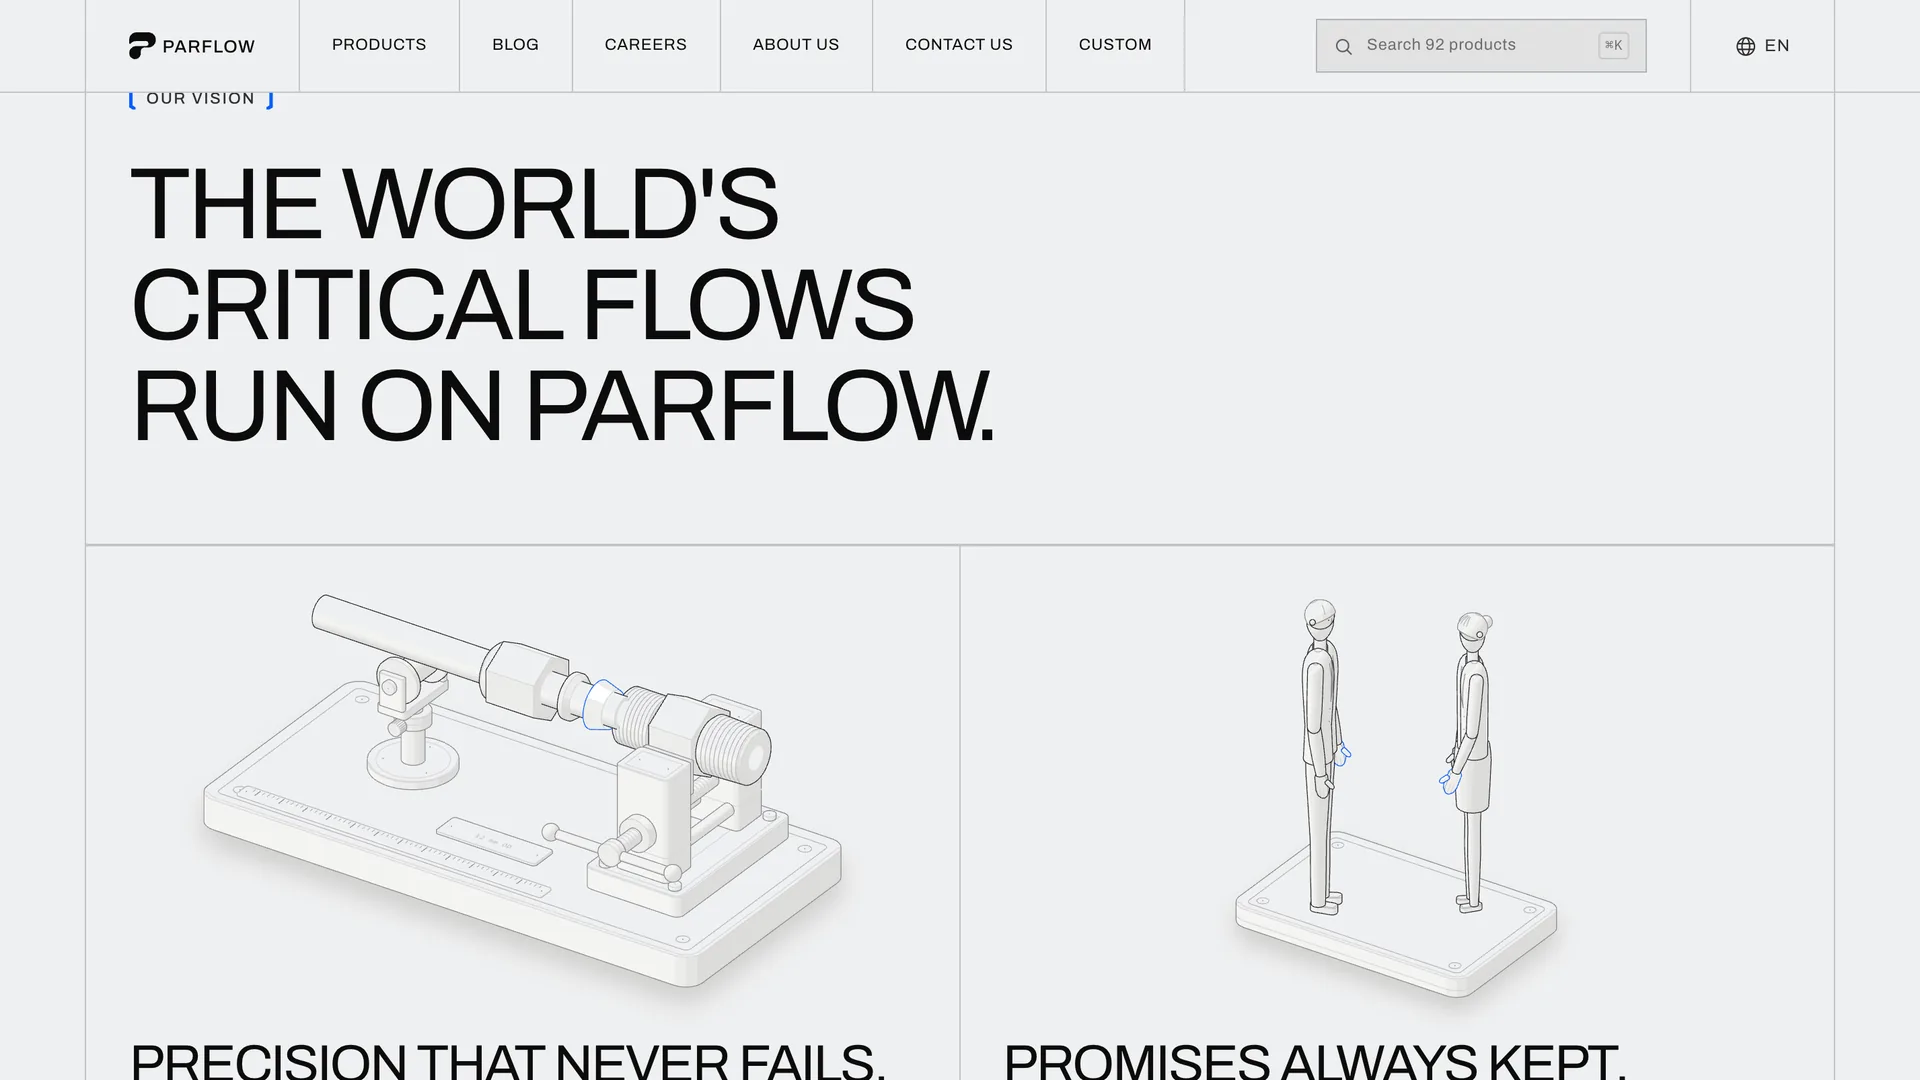 PARFLOW
PRODUCTS
BLOG
CAREERS
ABOUT US
CONTACT US
CUSTOM
Search 92 products
⌘K
EN
[ OUR VISION ]
THE WORLD'S
CRITICAL FLOWS
RUN ON PARFLOW.
PRECISION THAT NEVER FAILS.
PROMISES ALWAYS KEPT.